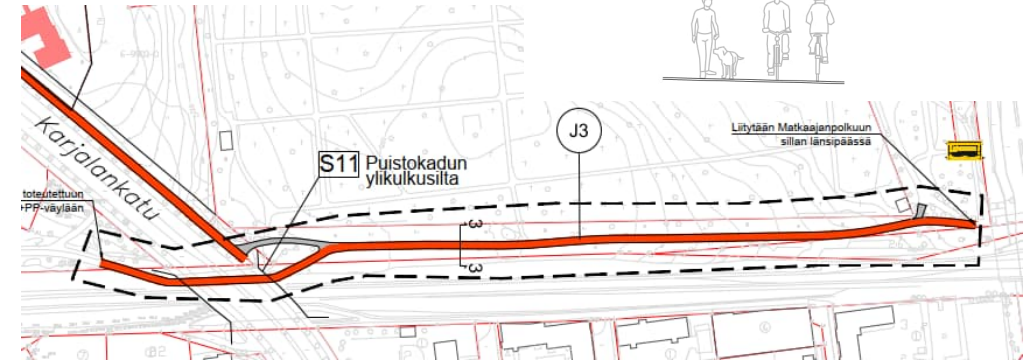 J3
Liitytään Matkaajanpolkuun
sillan länsipäässä
Karjalankatu
S11 Puistokadun
ylikulkusilta
toteutettuun
+PP-väylään
3
3